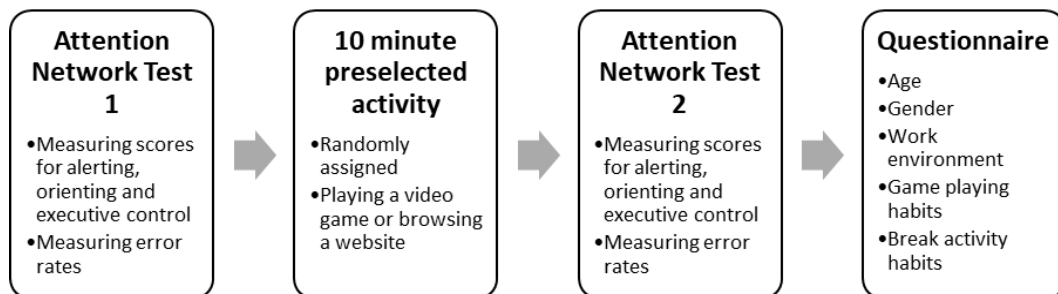 Attention
Network Test
1
•Measuring scores
for alerting,
orienting and
executive control
•Measuring error
rates
10 minute
preselected
activity
•Randomly
assigned
•Playing a video
game or browsing
a website
Attention
Network Test
2
•Measuring scores
for alerting,
orienting and
executive control
•Measuring error
rates
Questionnaire
•Age
•Gender
•Work
environment
•Game playing
habits
•Break activity
habits